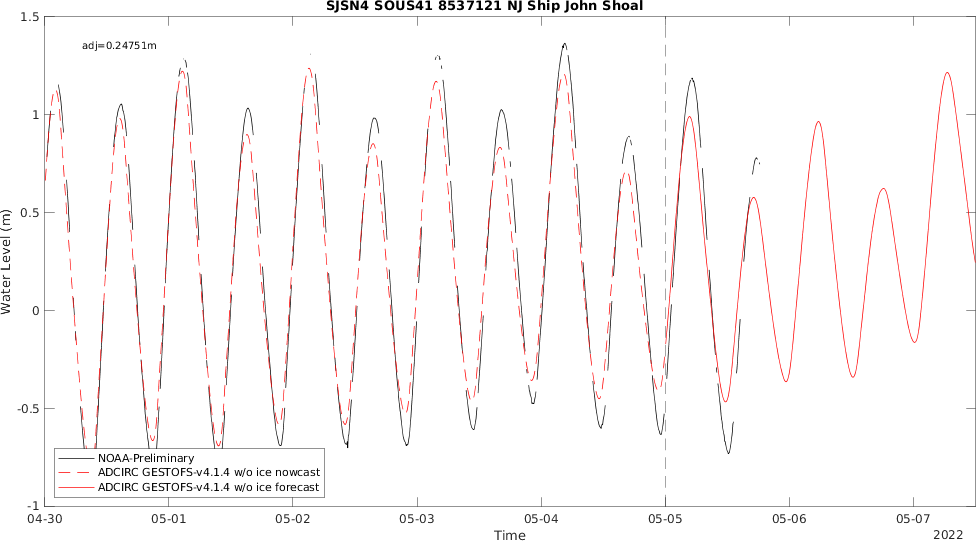 SJSN4 SOUS41 8537121 NJ Ship John Shoal
adj=0.24751m
1.5
1
0.5
0
-0.5
-1
Water Level (m)
NOAA-Preliminary
ADCIRC GESTOFS-v4.1.4 w/o ice nowcast
ADCIRC GESTOFS-v4.1.4 w/o ice forecast
04-30 05-01 05-02 05-03 05-04 05-05 05-06 05-07
Time
2022